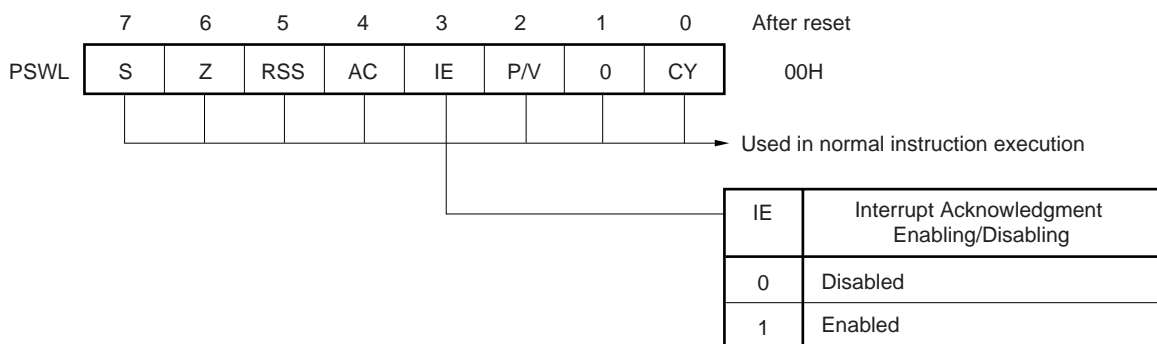 7 6 5 4 3 2 1 0 After reset
PSWL S Z RSS AC IE P/V 0 CY 00H
Used in normal instruction execution
IE Interrupt Acknowledgment
Enabling/Disabling
0 Disabled
1 Enabled